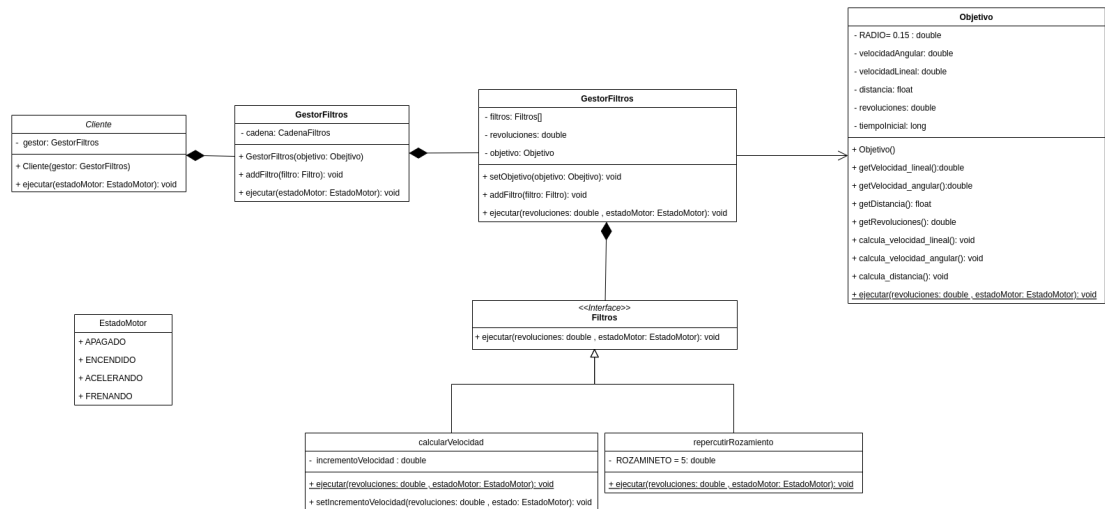 Cliente
- gestor: GestorFiltros
+ Cliente(gestor: GestorFiltros)
+ ejecutar(estadoMotor: EstadoMotor): void
GestorFiltros
- cadena: CadenaFiltros
+ GestorFiltros(objetivo: Obejtivo)
+ addFiltro(filtro: Filtro): void
+ ejecutar(estadoMotor: EstadoMotor): void
GestorFiltros
- filtros: Filtros[]
- revoluciones: double
- objetivo: Objetivo
+ setObjetivo(objetivo: Obejtivo): void
+ addFiltro(filtro: Filtro): void
+ ejecutar(revoluciones: double , estadoMotor: EstadoMotor): void
Objetivo
- RADIO= 0.15 : double
- velocidadAngular: double
- velocidadLineal: double
- distancia: float
- revoluciones: double
- tiempoInicial: long
+ Objetivo()
+ getVelocidad_lineal():double
+ getVelocidad_angular():double
+ getDistancia(): float
+ getRevoluciones(): double
+ calcula_velocidad_lineal(): void
+ calcula_velocidad_angular(): void
+ calcula_distancia(): void
+ ejecutar(revoluciones: double , estadoMotor: EstadoMotor): void
<<Interface>>
Filtros
+ ejecutar(revoluciones: double , estadoMotor: EstadoMotor): void
EstadoMotor
+ APAGADO
+ ENCENDIDO
+ ACELERANDO
+ FRENANDO
calcularVelocidad
- incrementoVelocidad : double
+ ejecutar(revoluciones: double , estadoMotor: EstadoMotor): void
+ setIncrementoVelocidad(revoluciones: double , estado: EstadoMotor): void
repercutirRozamiento
- ROZAMINETO = 5: double
+ ejecutar(revoluciones: double , estadoMotor: EstadoMotor): void